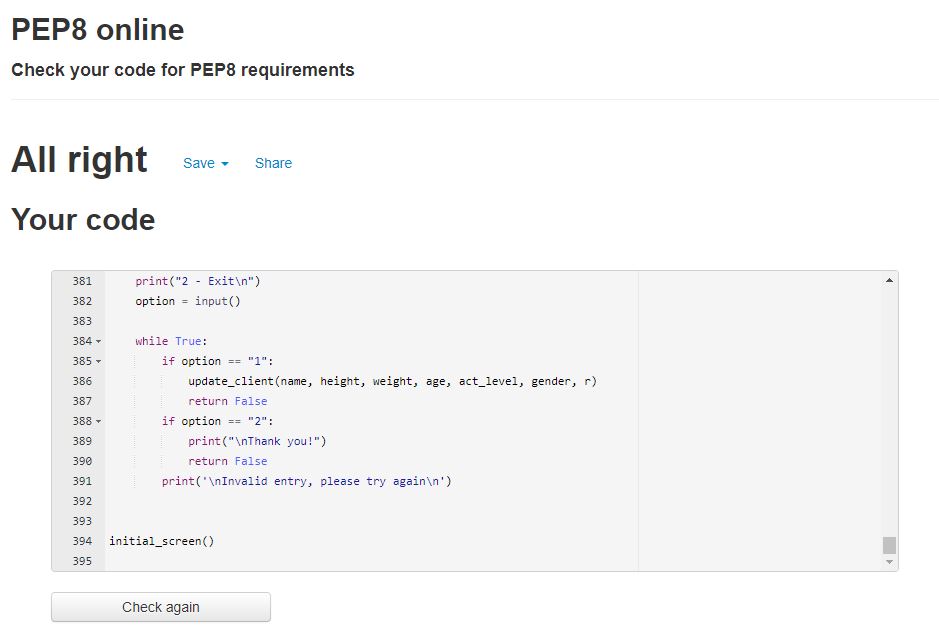 PEP8 online
Check your code for PEP8 requirements
All right Save Share
Your code
381     print("2 - Exit\n")
382     option = input()
383
384     while True:
385         if option == "1":
386             update_client(name, height, weight, age, act_level, gender, r)
387             return False
388         if option == "2":
389             print("\nThank you!")
390             return False
391         print('\nInvalid entry, please try again\n')
392
393
394 initial_screen()
395
Check again